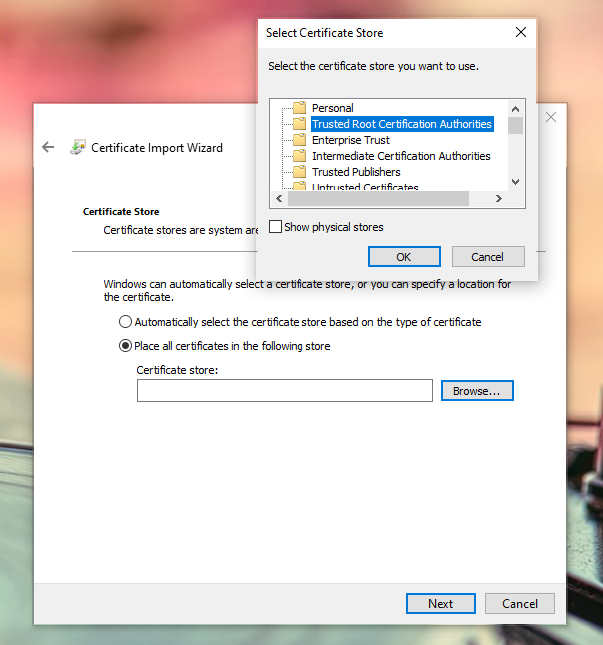 Select Certificate Store
Select the certificate store you want to use.
Personal
Trusted Root Certification Authorities
Enterprise Trust
Intermediate Certification Authorities
Trusted Publishers
Untrusted Certificates
Show physical stores
OK
Cancel
Certificate Import Wizard
Certificate Store
Certificate stores are system are
Windows can automatically select a certificate store, or you can specify a location for
the certificate.
Automatically select the certificate store based on the type of certificate
Place all certificates in the following store
Certificate store:
Browse...
Next
Cancel